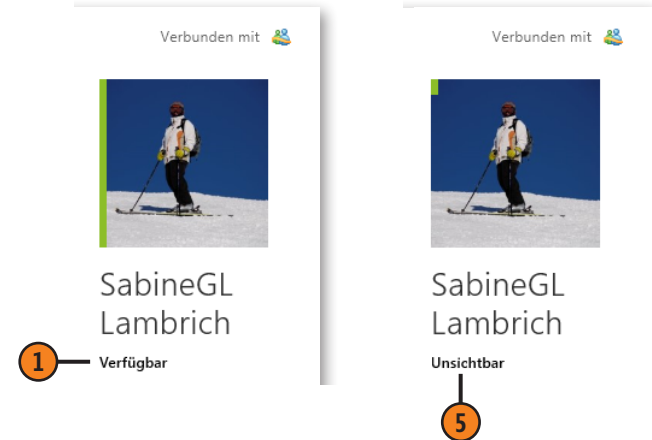 Verbunden mit
SabineGL
Lambrich
1
Verfügbar
Verbunden mit
SabineGL
Lambrich
Unsichtbar
5